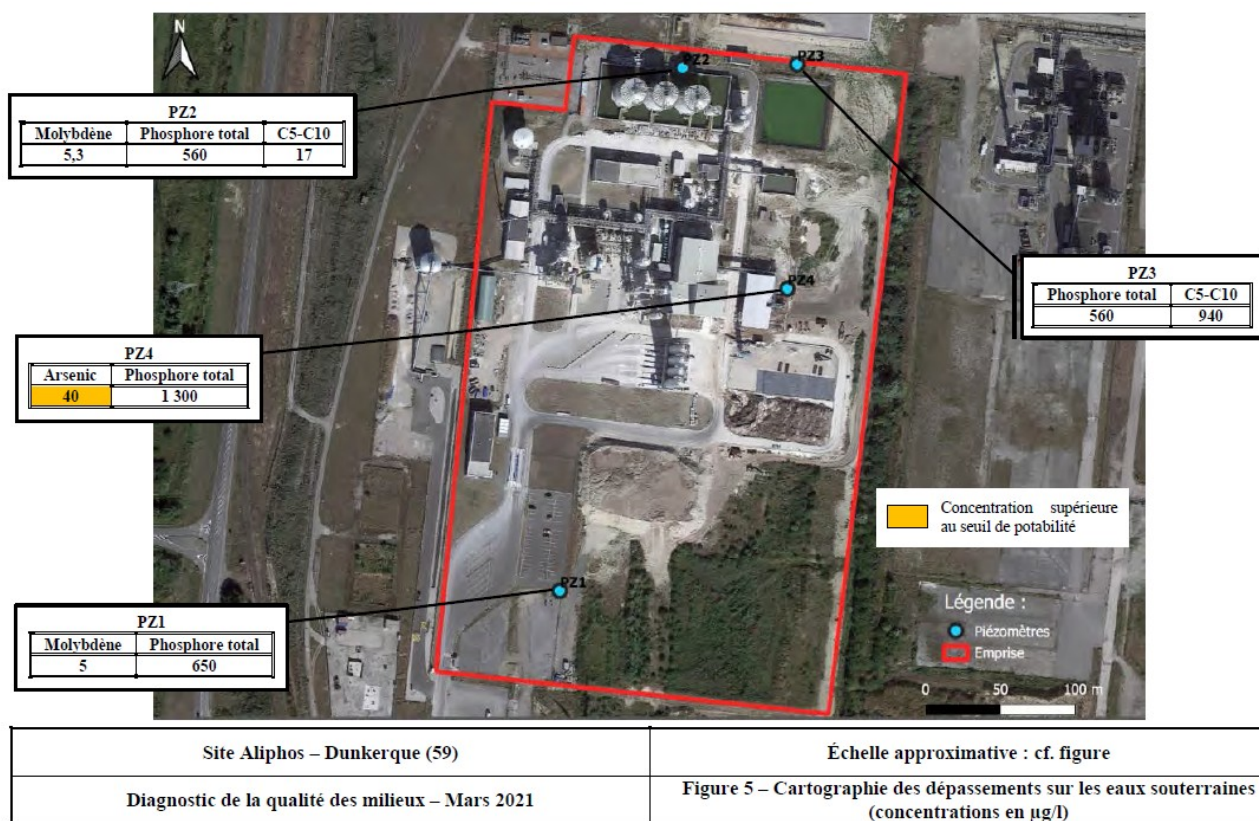 N
PZ2
PZ3
PZ2
Molybdène Phosphore total C5-C10
5,3 560 17
PZ3
Phosphore total C5-C10
560 940
PZ4
PZ4
Arsenic Phosphore total
40 1 300
Concentration supérieure
au seuil de potabilité
PZ1
PZ1
Molybdène Phosphore total
5 650
Légende :
Piézomètres
Emprise
0 50 100 m
Site Aliphos – Dunkerque (59)
Échelle approximative : cf. figure
Diagnostic de la qualité des milieux – Mars 2021
Figure 5 – Cartographie des dépassements sur les eaux souterraines
(concentrations en µg/l)